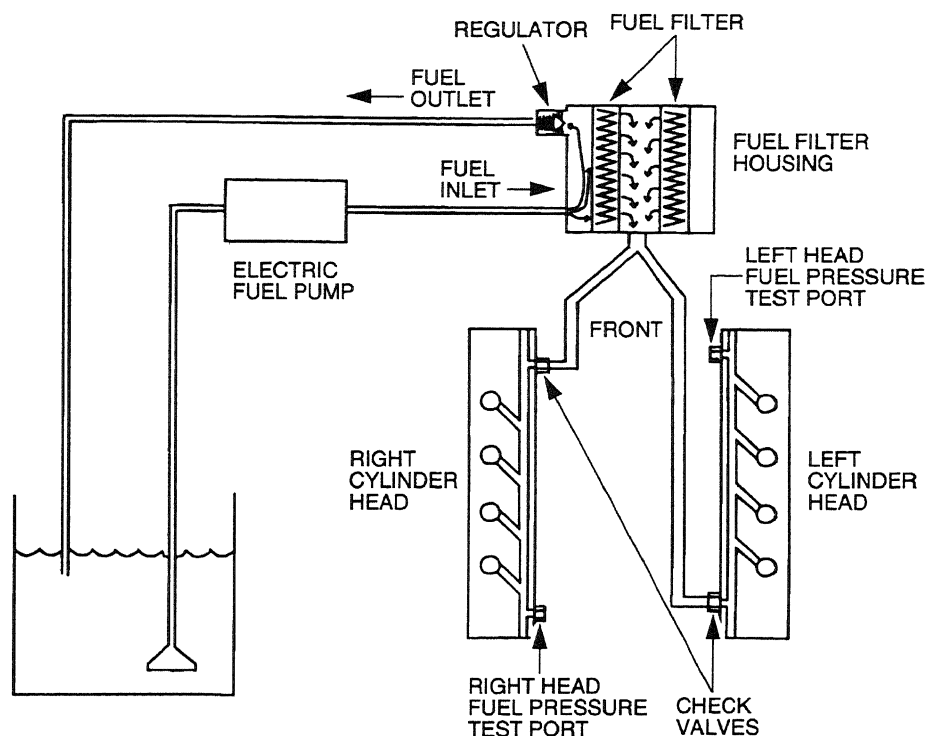 REGULATOR
FUEL FILTER
FUEL
OUTLET
FUEL FILTER
HOUSING
FUEL
INLET
ELECTRIC
FUEL PUMP
LEFT HEAD
FUEL PRESSURE
TEST PORT
FRONT
RIGHT
CYLINDER
HEAD
LEFT
CYLINDER
HEAD
RIGHT HEAD
FUEL PRESSURE
TEST PORT
CHECK
VALVES